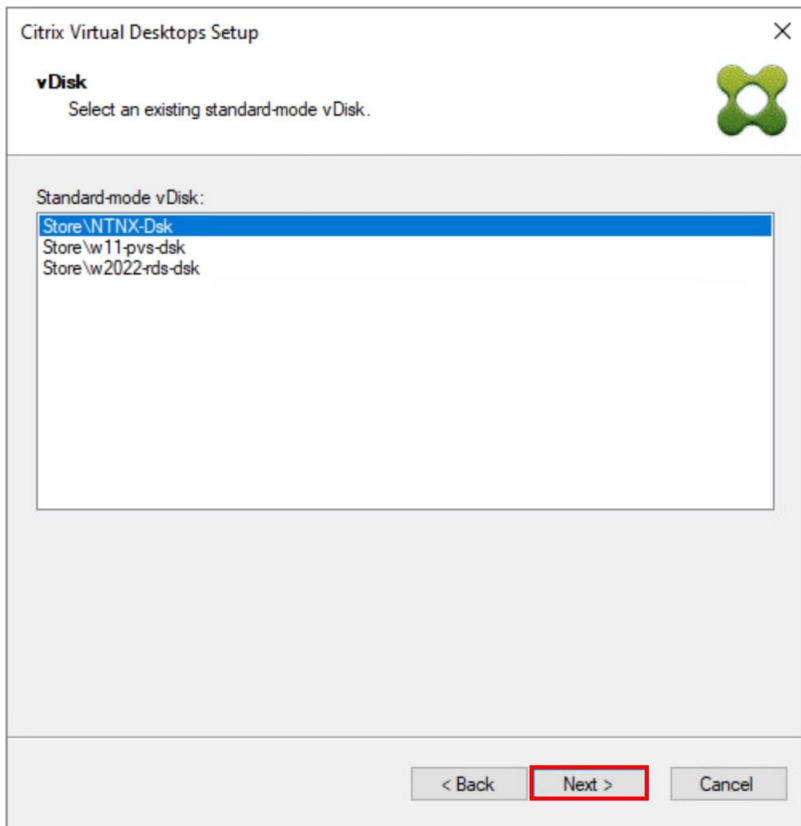 Citrix Virtual Desktops Setup
vDisk
Select an existing standard-mode vDisk.
Standard-mode vDisk:
Store\NTNX-Dsk
Store\w11-pvs-dsk
Store\w2022-rds-dsk
< Back
Next >
Cancel